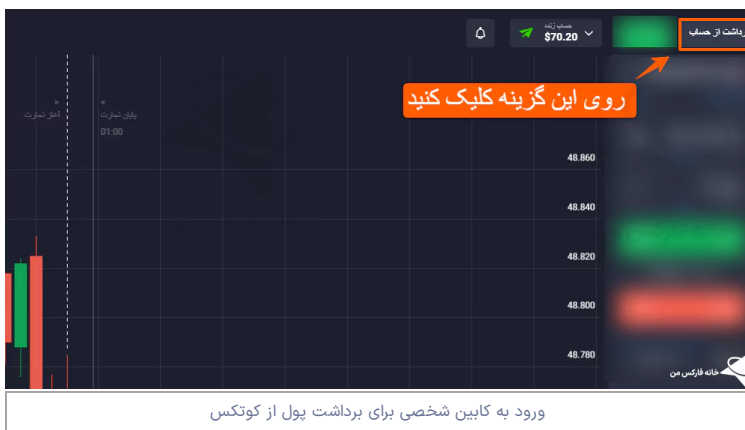 رداشت از حساب
حساب زنده
$70.20
روی این گزینه کلیک کنید
آغاز تجارت
پایان تجارت
01:00
48.860
48.840
48.820
48.800
48.780
خانه فارکس من
ورود به کابین شخصی برای برداشت پول از کوتکس